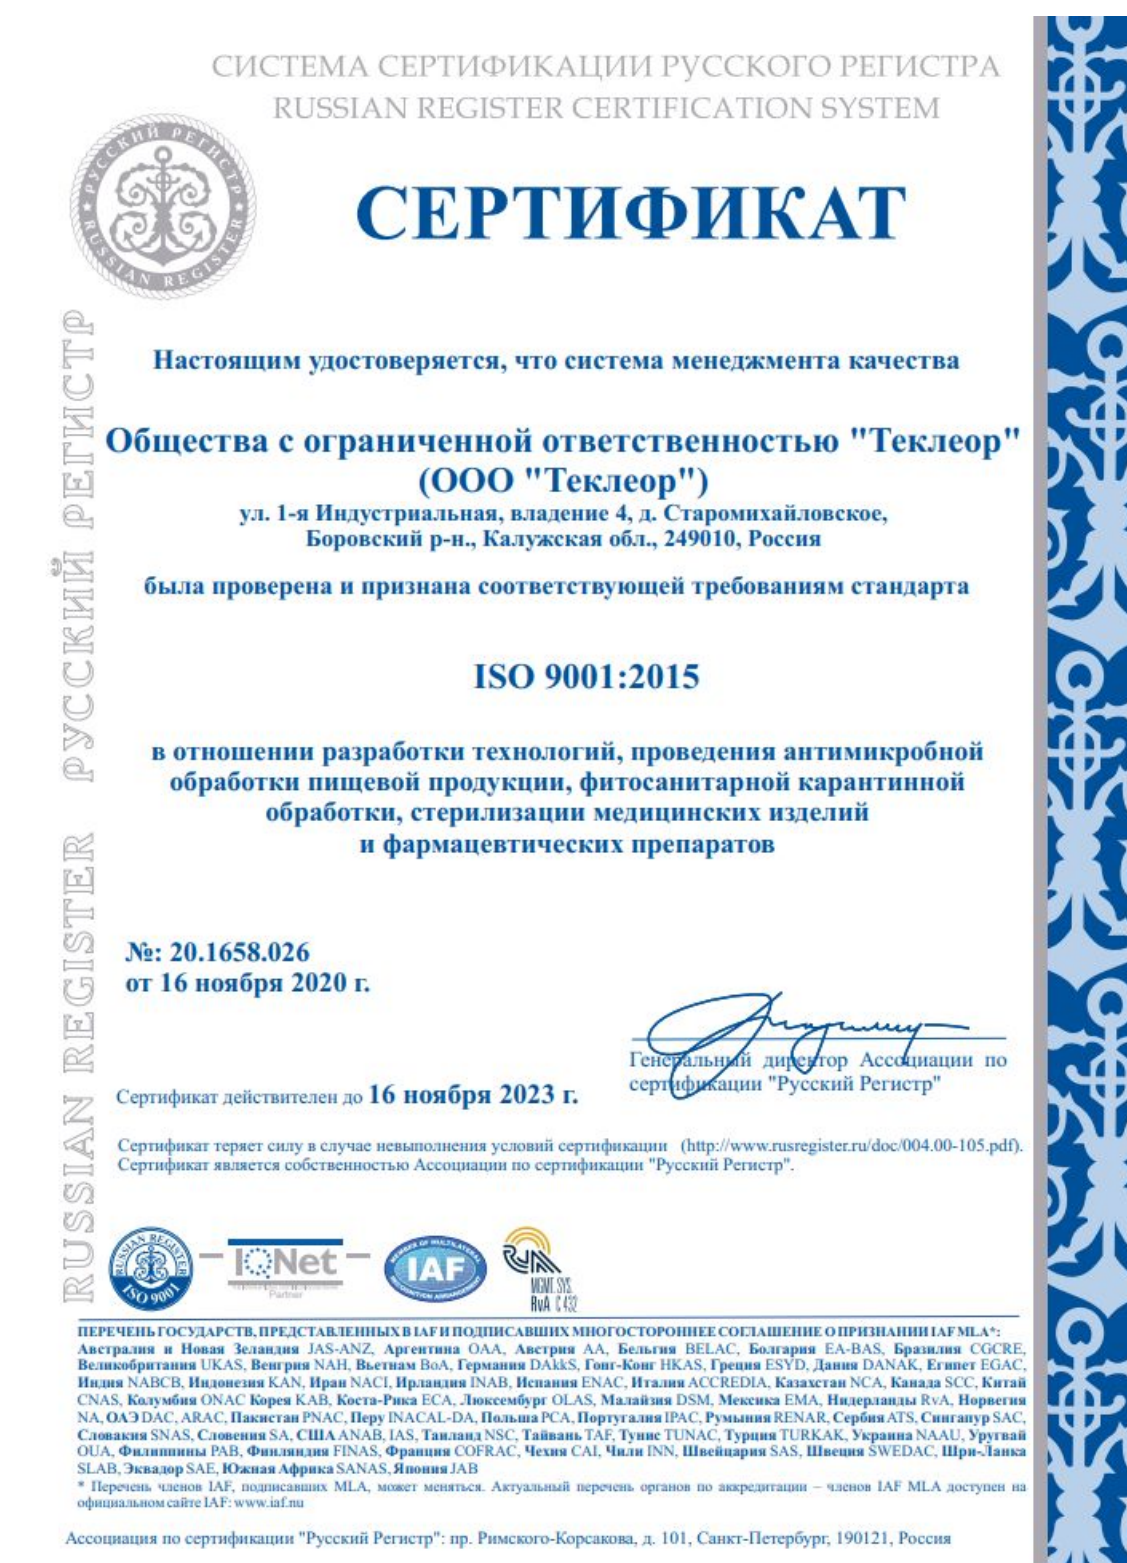 СИСТЕМА СЕРТИФИКАЦИИ РУССКОГО РЕГИСТРА
RUSSIAN REGISTER CERTIFICATION SYSTEM
РУССКИЙ РЕГИСТР
RUSSIAN REGISTER
СЕРТИФИКАТ
RUSSIAN REGISTER РУССКИЙ РЕГИСТР
Настоящим удостоверяется, что система менеджмента качества
Общества с ограниченной ответственностью "Теклеор"
(ООО "Теклеор")
ул. 1-я Индустриальная, владение 4, д. Старомихайловское,
Боровский р-н., Калужская обл., 249010, Россия
была проверена и признана соответствующей требованиям стандарта
ISO 9001:2015
в отношении разработки технологий, проведения антимикробной
обработки пищевой продукции, фитосанитарной карантинной
обработки, стерилизации медицинских изделий
и фармацевтических препаратов
№: 20.1658.026
от 16 ноября 2020 г.
Генеральный директор Ассоциации по
сертификации "Русский Регистр"
Сертификат действителен до 16 ноября 2023 г.
Сертификат теряет силу в случае невыполнения условий сертификации (http://www.rusregister.ru/doc/004.00-105.pdf).
Сертификат является собственностью Ассоциации по сертификации "Русский Регистр".
RUSSIAN REGISTER
ISO 9001
IQNet
Partner
MEMBER OF MULTILATERAL
IAF
RECOGNITION ARRANGEMENT
RvA
MGMT. SYS.
RvA C 432
ПЕРЕЧЕНЬ ГОСУДАРСТВ, ПРЕДСТАВЛЕННЫХ В IAF И ПОДПИСАВШИХ МНОГОСТОРОННЕЕ СОГЛАШЕНИЕ О ПРИЗНАНИИ IAF MLA*:
Австралия и Новая Зеландия JAS-ANZ, Аргентина OAA, Австрия AA, Бельгия BELAC, Болгария EA-BAS, Бразилия CGCRE,
Великобритания UKAS, Венгрия NAH, Вьетнам BoA, Германия DAkkS, Гонг-Конг HKAS, Греция ESYD, Дания DANAK, Египет EGAC,
Индия NABCB, Индонезия KAN, Иран NACI, Ирландия INAB, Испания ENAC, Италия ACCREDIA, Казахстан NCA, Канада SCC, Китай
CNAS, Колумбия ONAC Корея KAB, Коста-Рика ECA, Люксембург OLAS, Малайзия DSM, Мексика EMA, Нидерланды RvA, Норвегия
NA, ОАЭ DAC, ARAC, Пакистан PNAC, Перу INACAL-DA, Польша PCA, Португалия IPAC, Румыния RENAR, Сербия ATS, Сингапур SAC,
Словакия SNAS, Словения SA, США ANAB, IAS, Таиланд NSC, Тайвань TAF, Тунис TUNAC, Турция TURKAK, Украина NAAU, Уругвай
OUA, Филиппины PAB, Финляндия FINAS, Франция COFRAC, Чехия CAI, Чили INN, Швейцария SAS, Швеция SWEDAC, Шри-Ланка
SLAB, Эквадор SAE, Южная Африка SANAS, Япония JAB
* Перечень членов IAF, подписавших MLA, может меняться. Актуальный перечень органов по аккредитации – членов IAF MLA доступен на
официальном сайте IAF: www.iaf.nu
Ассоциация по сертификации "Русский Регистр": пр. Римского-Корсакова, д. 101, Санкт-Петербург, 190121, Россия